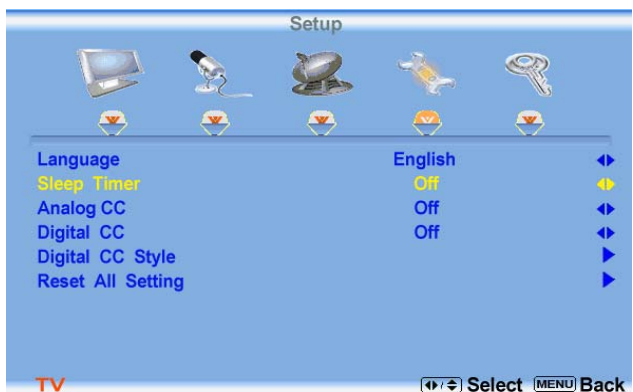 Setup
Language English
Sleep Timer Off
Analog CC Off
Digital CC Off
Digital CC Style
Reset All Setting
TV Select MENU Back